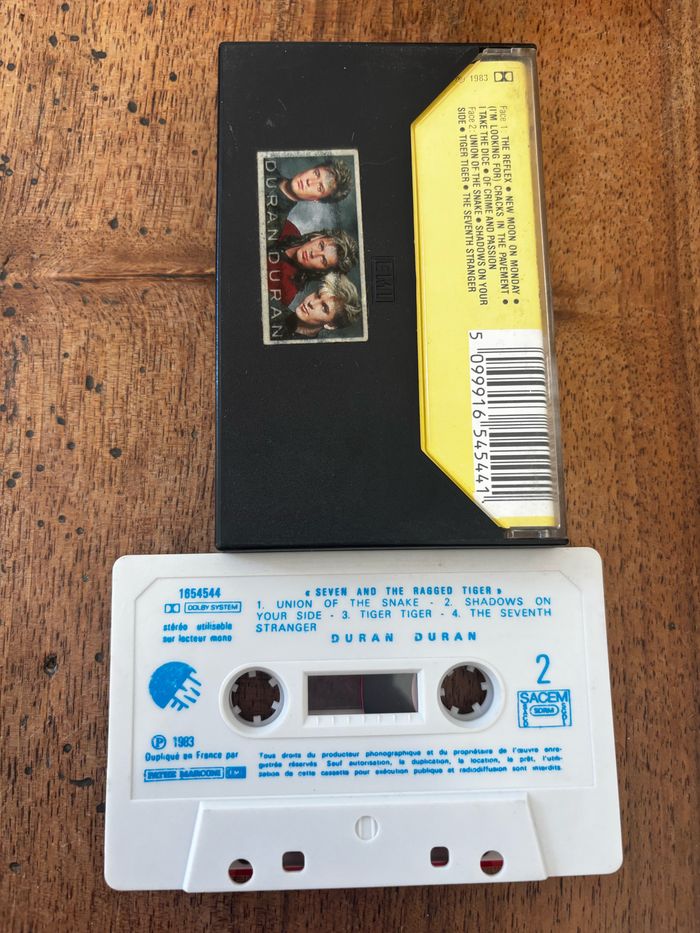 ℗ 1983
Face 1: THE REFLEX • NEW MOON ON MONDAY •
(I'M LOOKING FOR) CRACKS IN THE PAVEMENT •
I TAKE THE DICE • OF CRIME AND PASSION
Face 2: UNION OF THE SNAKE • SHADOWS ON YOUR
SIDE • TIGER TIGER • THE SEVENTH STRANGER
5 099916 545441
EMI
DURAN DURAN
1654544
DOLBY SYSTEM
stéréo utilisable
sur lecteur mono
« SEVEN AND THE RAGGED TIGER »
1. UNION OF THE SNAKE - 2. SHADOWS ON
YOUR SIDE - 3. TIGER TIGER - 4. THE SEVENTH
STRANGER
DURAN DURAN
EMI
2
SACEM
SDRM
℗ 1983
Dupliqué en France par
PATHE MARCONI EMI
Tous droits du producteur phonographique et du propriétaire de l'œuvre enre-
gistrée réservés Sauf autorisation, la duplication, la location, le prêt, l'utili-
sation de cette cassette pour exécution publique et radiodiffusion sont interdits.